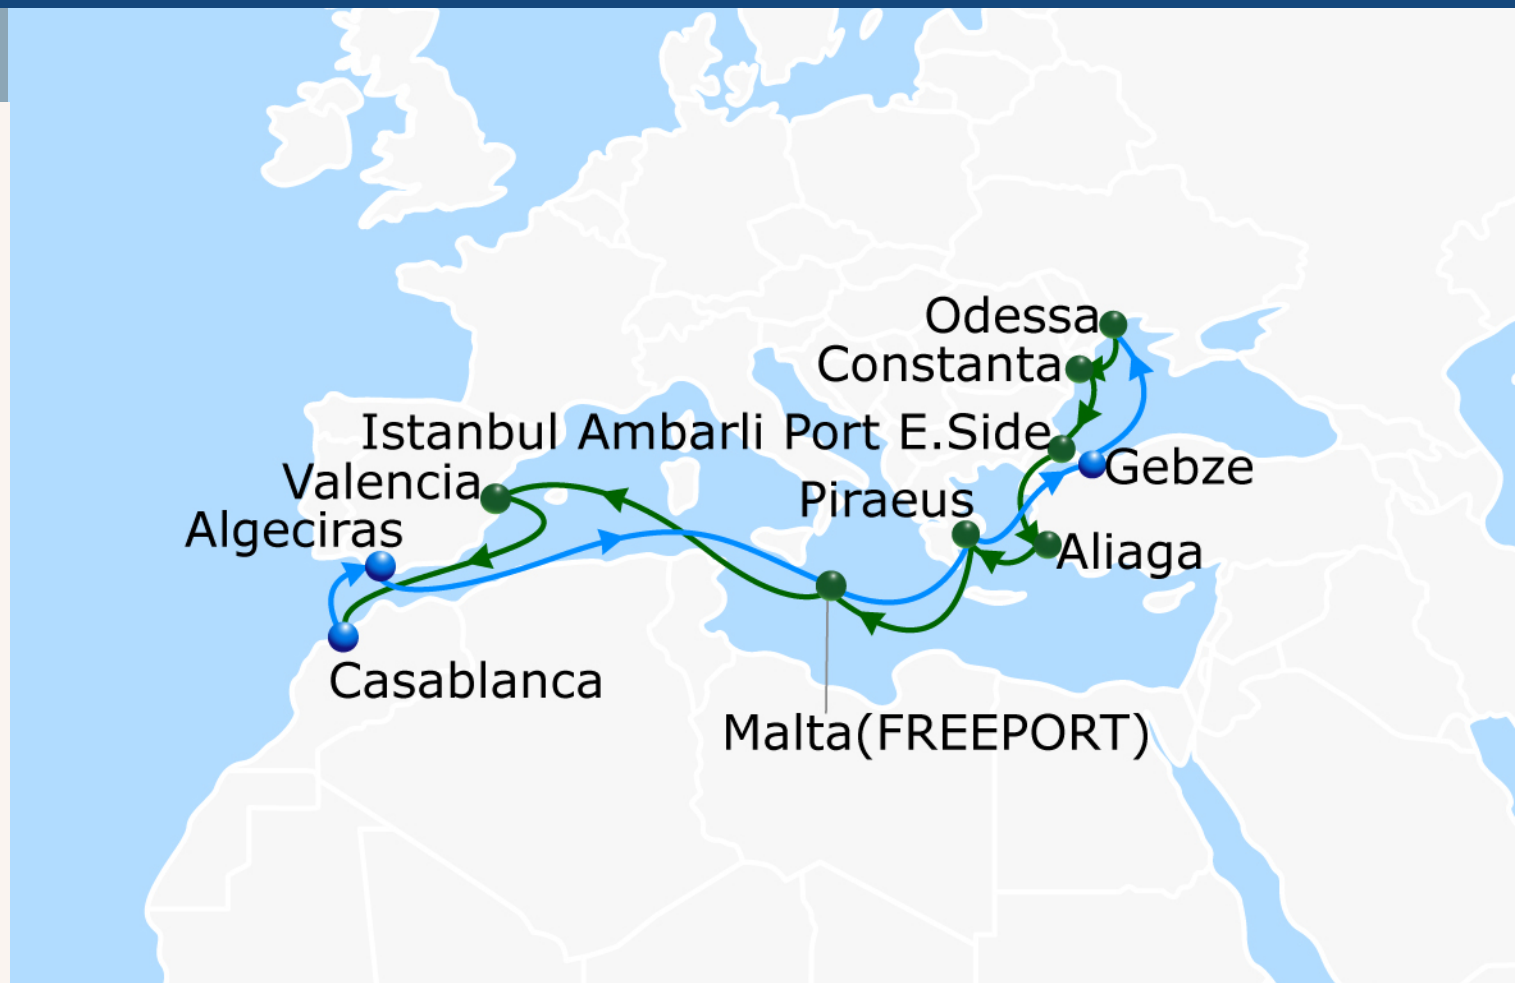 Odessa
Constanta
Istanbul Ambarli Port E.Side
Gebze
Valencia
Piraeus
Algeciras
Aliaga
Casablanca
Malta(FREEPORT)